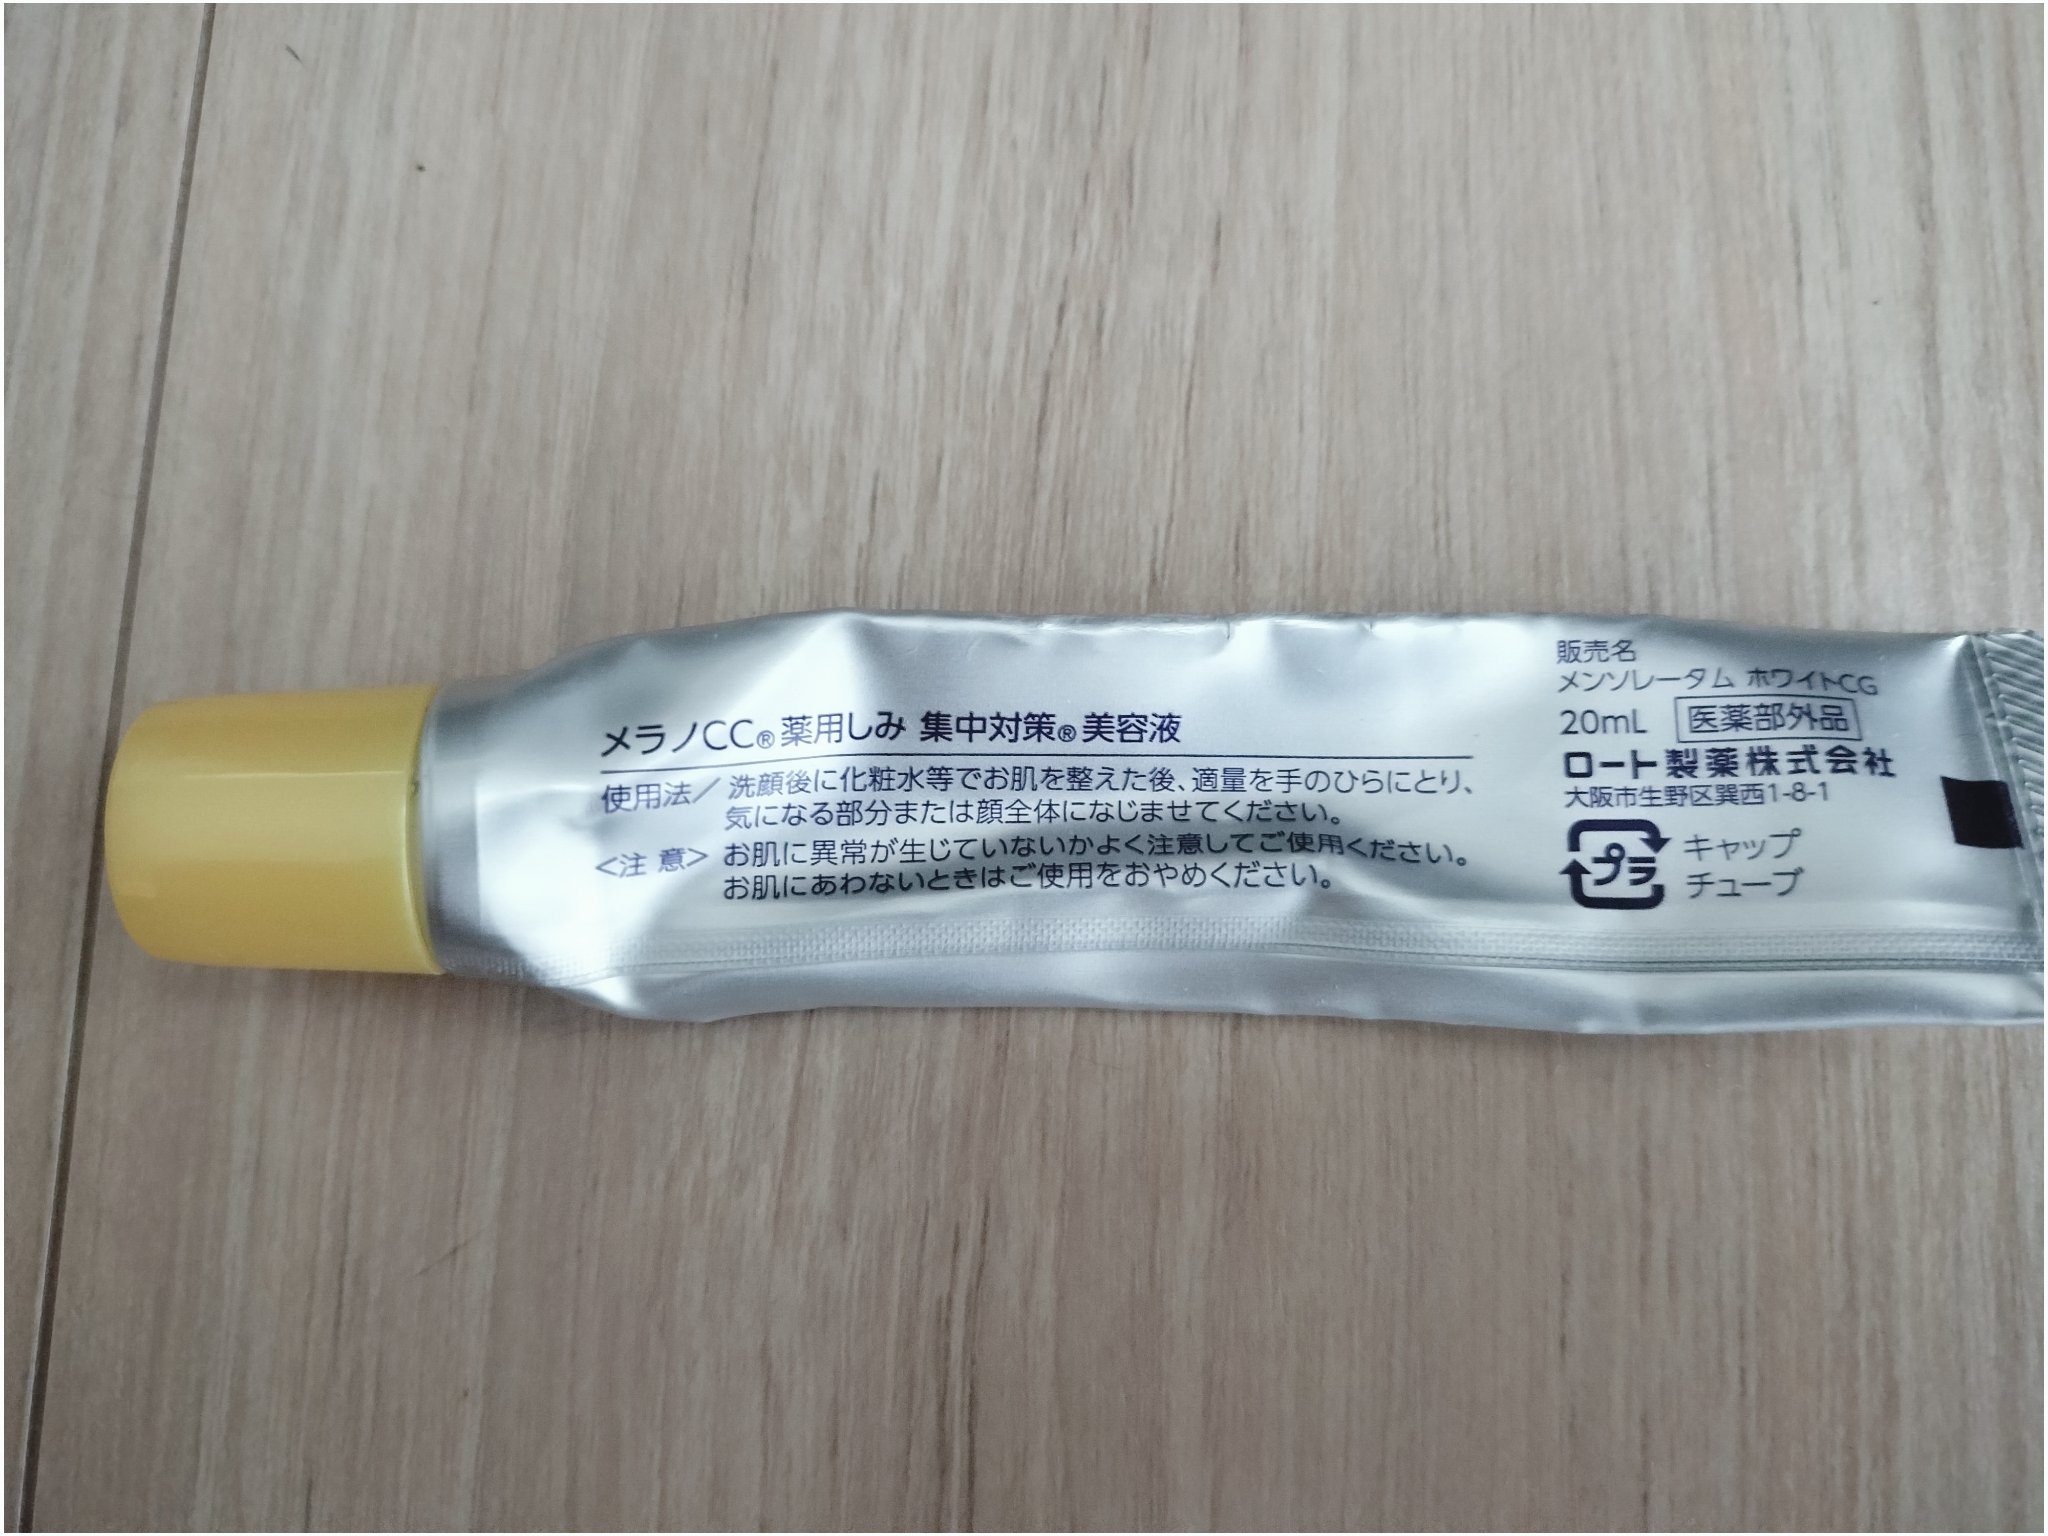 メラノCC®薬用しみ 集中対策®美容液
使用法/洗顔後に化粧水等でお肌を整えた後、適量を手のひらにとり、
気になる部分または顔全体になじませてください。
<注 意> お肌に異常が生じていないかよく注意してご使用ください。
お肌にあわないときはご使用をおやめください。
販売名
メンソレータム ホワイトCG
20mL 医薬部外品
ロート製薬株式会社
大阪市生野区巽西1-8-1
プラ キャップ
チューブ